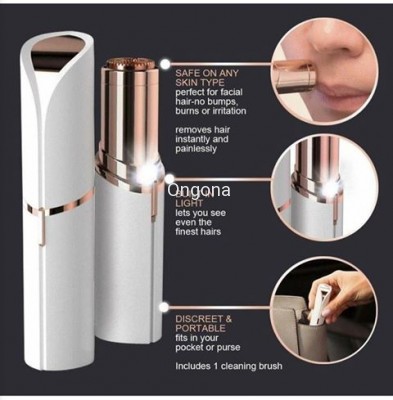 SAFE ON ANY
SKIN TYPE
perfect for facial
hair-no bumps,
burns or irritation
removes hair
instantly and
painlessly
Ongona
LIGHT
lets you see
even the
finest hairs
DISCREET &
PORTABLE
fits in your
pocket or purse
Includes 1 cleaning brush